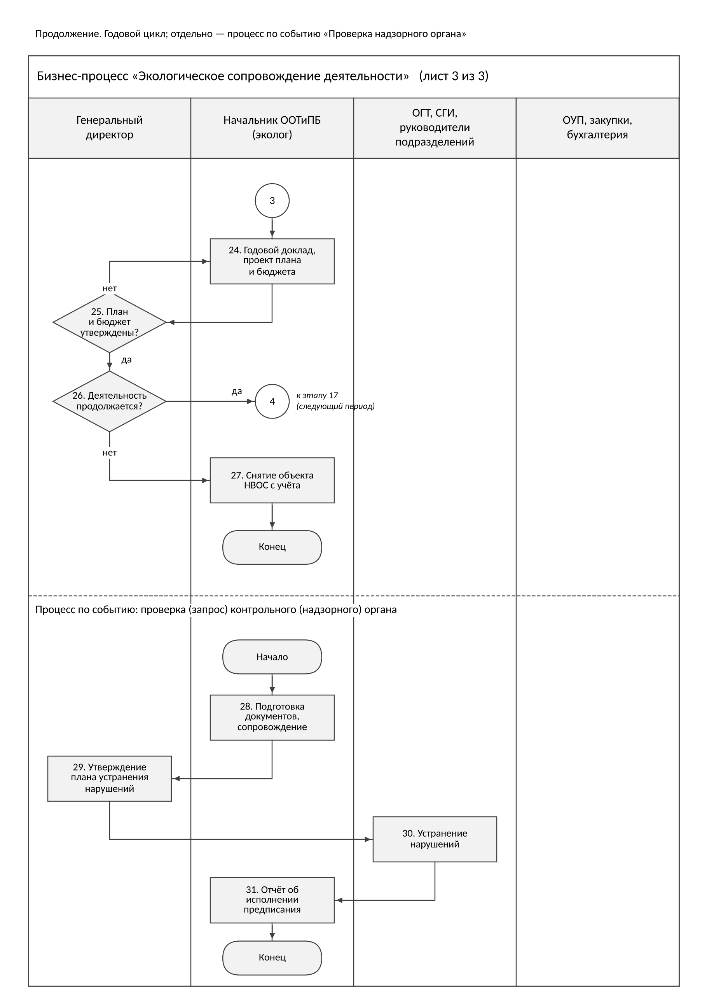 Продолжение. Годовой цикл; отдельно — процесс по событию «Проверка надзорного органа»
Бизнес-процесс «Экологическое сопровождение деятельности» (лист 3 из 3)
Генеральный
директор
Начальник ООТиПБ
(эколог)
ОГТ, СГИ,
руководители
подразделений
ОУП, закупки,
бухгалтерия
3
24. Годовой доклад,
проект плана
и бюджета
нет
25. План
и бюджет
утверждены?
да
26. Деятельность
продолжается?
да
4
к этапу 17
(следующий период)
нет
27. Снятие объекта
НВОС с учёта
Конец
Процесс по событию: проверка (запрос) контрольного (надзорного) органа
Начало
28. Подготовка
документов,
сопровождение
29. Утверждение
плана устранения
нарушений
30. Устранение
нарушений
31. Отчёт об
исполнении
предписания
Конец